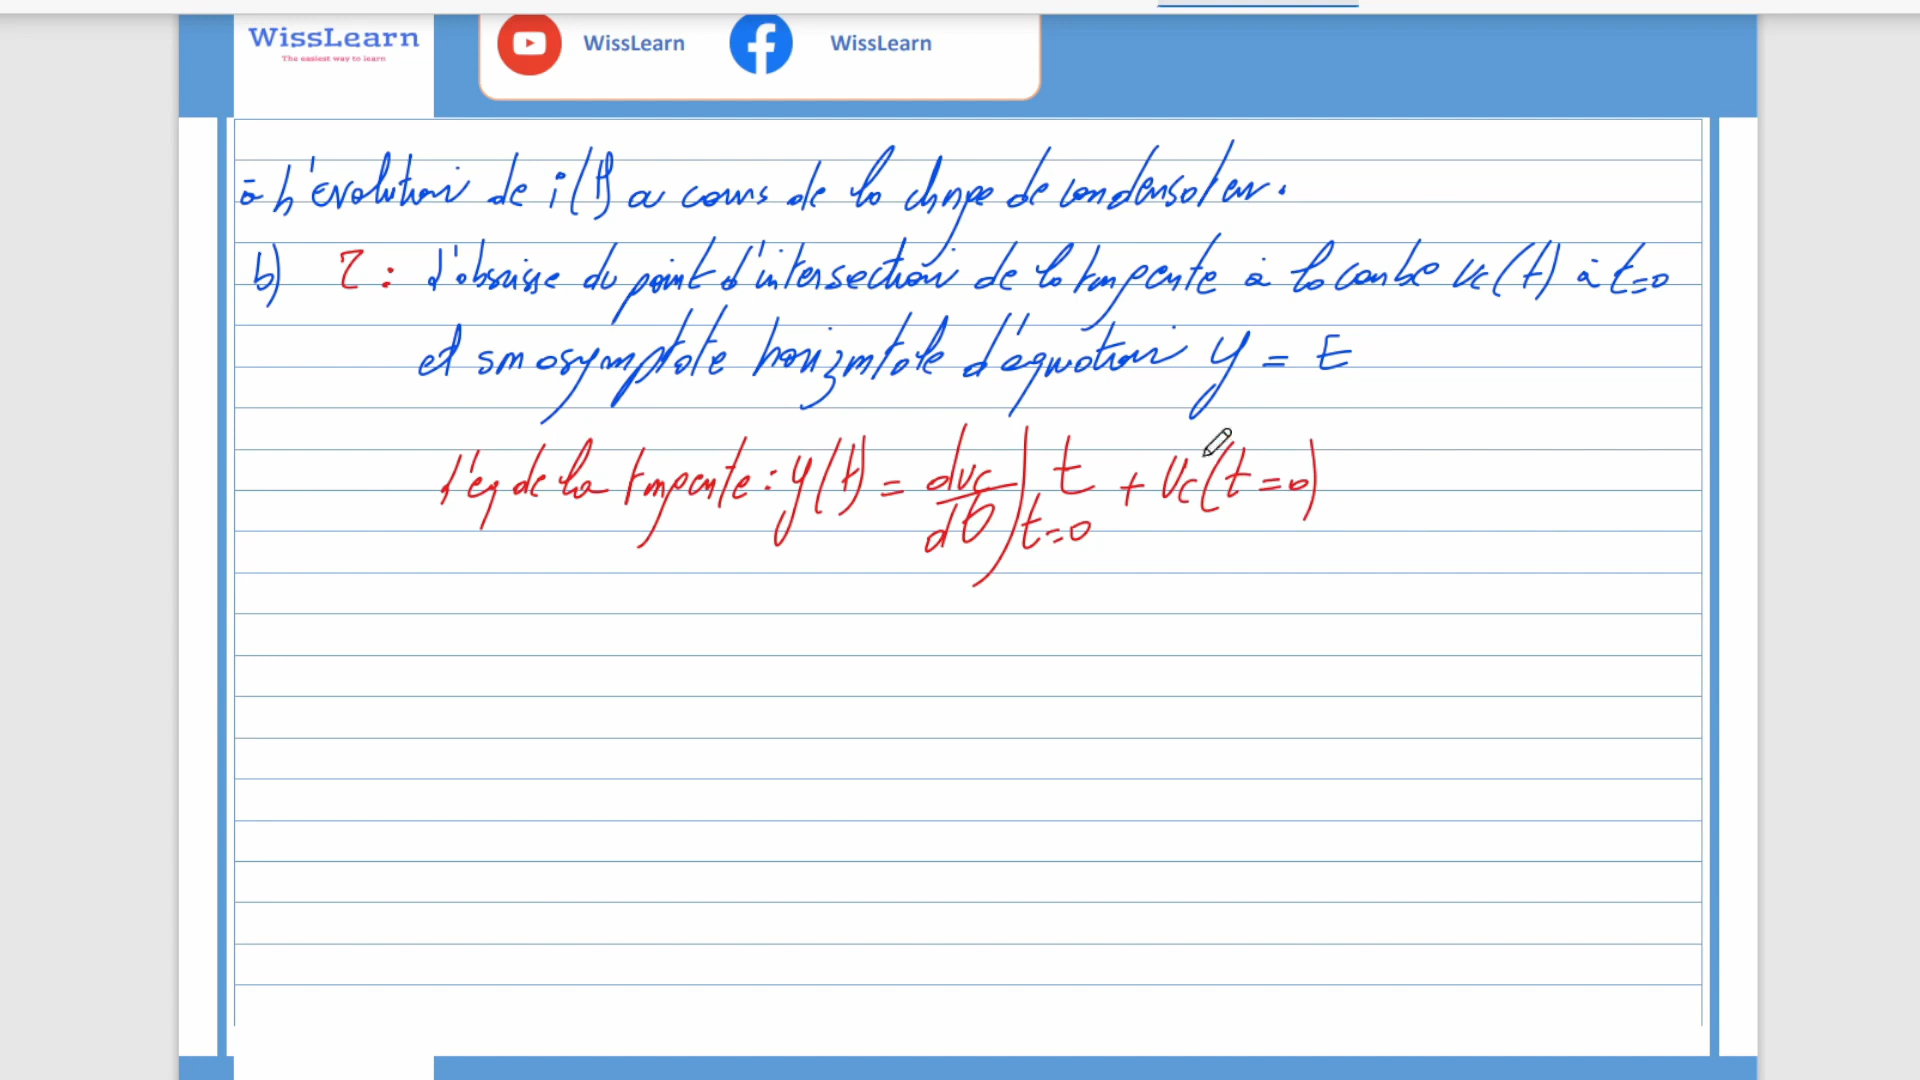 WissLearn
The easiest way to learn
WissLearn
WissLearn
à l'évolution de i(t) a cours de la charge de condensateur.
b) τ : l'abscisse du point d'intersection de la tangente à la courbe Uc(t) à t=0
et son asymptote horizontale d'équation y = E
l'eq de la tangente : y(t) = duc/dt)t=0 t + Uc(t=0)